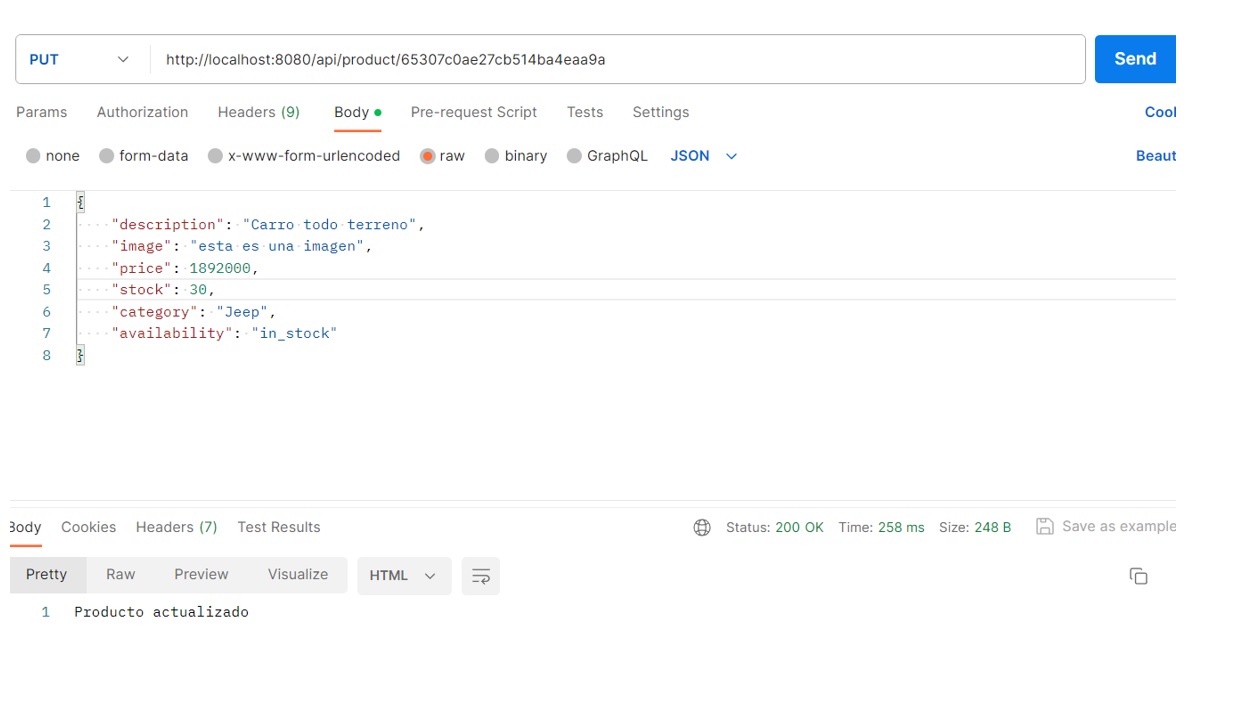 PUT http://localhost:8080/api/product/65307c0ae27cb514ba4eaa9a Send
Params Authorization Headers (9) Body Pre-request Script Tests Settings Cool
none form-data x-www-form-urlencoded raw binary GraphQL JSON Beaut
1 {
2 "description": "Carro todo terreno",
3 "image": "esta es una imagen",
4 "price": 1892000,
5 "stock": 30,
6 "category": "Jeep",
7 "availability": "in_stock"
8 }
Body Cookies Headers (7) Test Results Status: 200 OK Time: 258 ms Size: 248 B Save as example
Pretty Raw Preview Visualize HTML
1 Producto actualizado